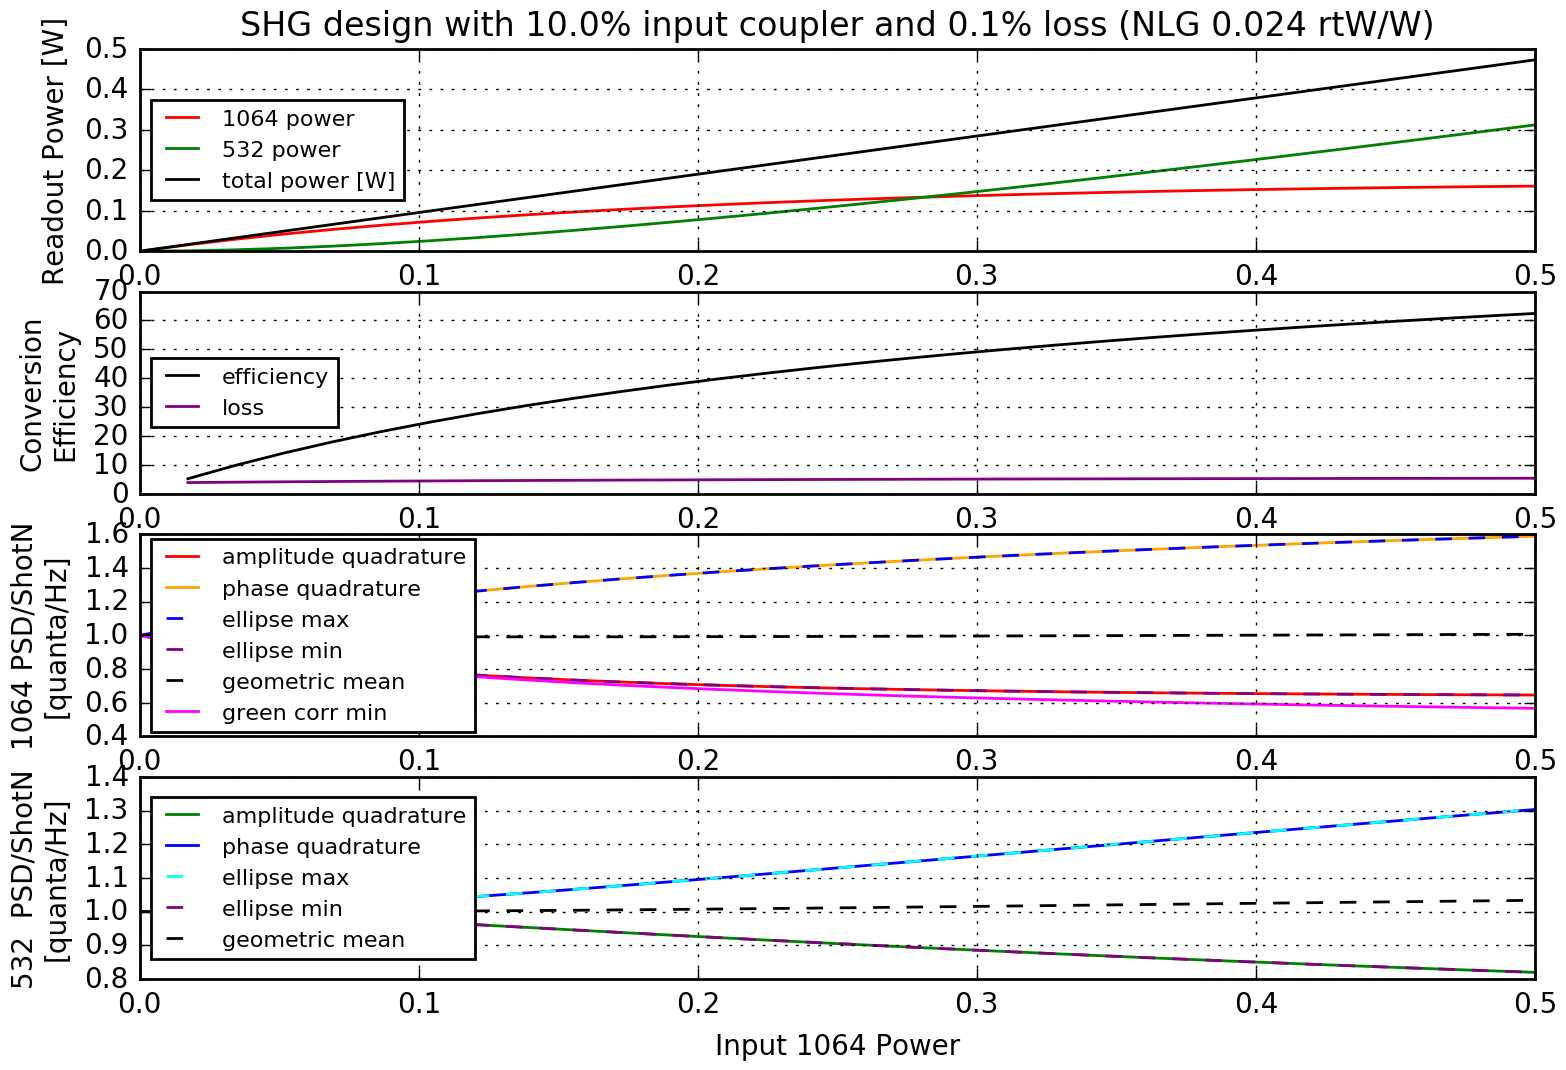 SHG design with 10.0% input coupler and 0.1% loss (NLG 0.024 rtW/W)
Readout Power [W]
0.5
0.4
0.3
0.2
0.1
0.0
1064 power
532 power
total power [W]
0.0 0.1 0.2 0.3 0.4 0.5
Conversion
Efficiency
70
60
50
40
30
20
10
0
efficiency
loss
0.0 0.1 0.2 0.3 0.4 0.5
1064 PSD/ShotN
[quanta/Hz]
1.6
1.4
1.2
1.0
0.8
0.6
0.4
amplitude quadrature
phase quadrature
ellipse max
ellipse min
geometric mean
green corr min
0.0 0.1 0.2 0.3 0.4 0.5
532 PSD/ShotN
[quanta/Hz]
1.4
1.3
1.2
1.1
1.0
0.9
0.8
amplitude quadrature
phase quadrature
ellipse max
ellipse min
geometric mean
0.0 0.1 0.2 0.3 0.4 0.5
Input 1064 Power